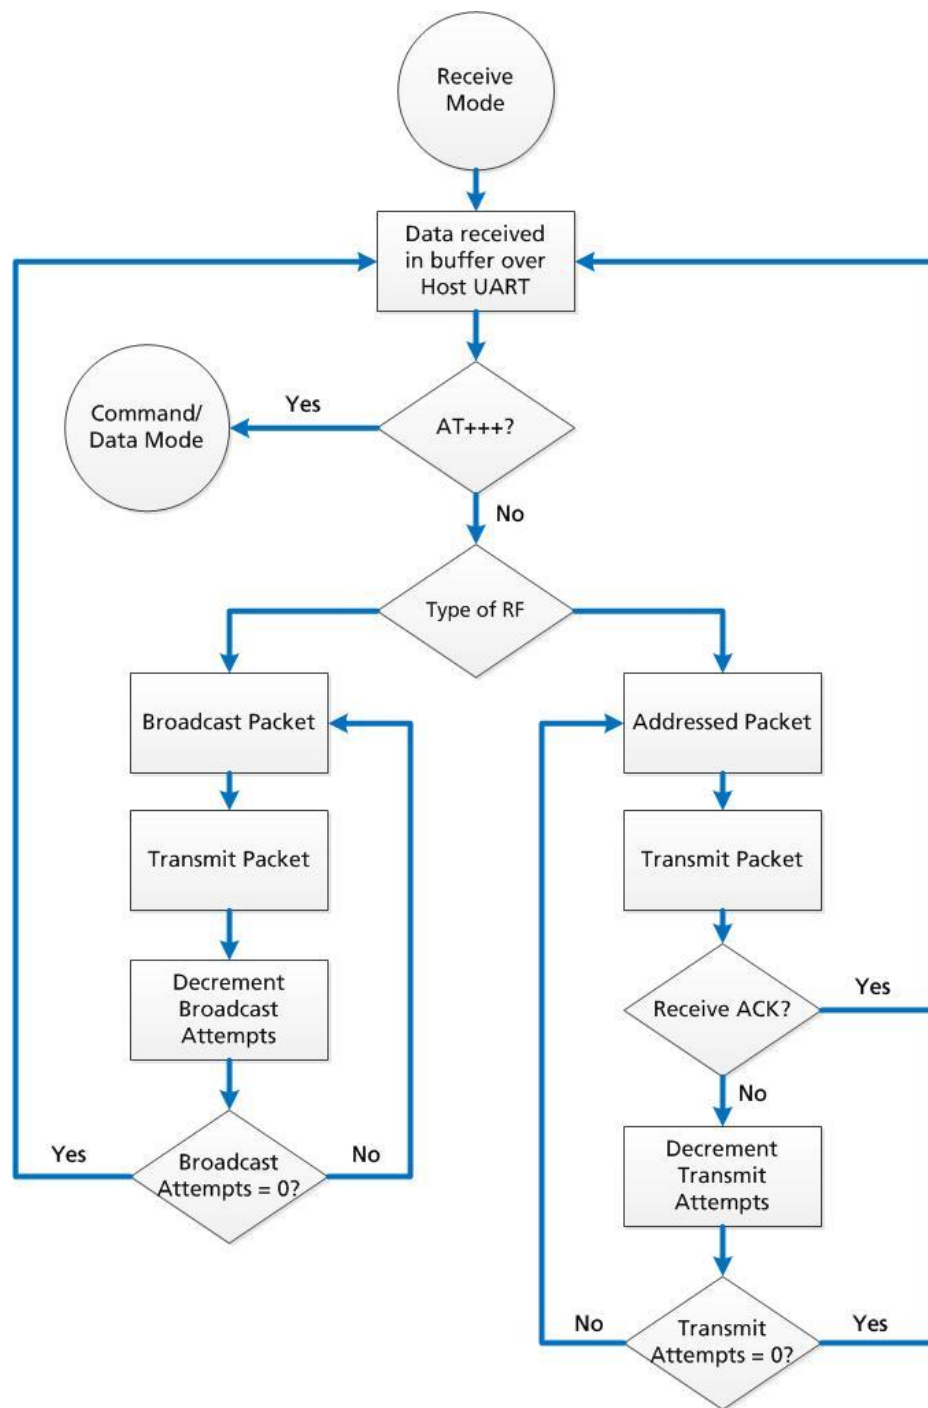 Receive
Mode
Data received
in buffer over
Host UART
Yes
Command/
Data Mode
AT+++?
No
Type of RF
Broadcast Packet
Addressed Packet
Transmit Packet
Transmit Packet
Decrement
Broadcast
Attempts
Receive ACK?
Yes
No
Yes
Broadcast
Attempts = 0?
No
Decrement
Transmit
Attempts
No
Transmit
Attempts = 0?
Yes